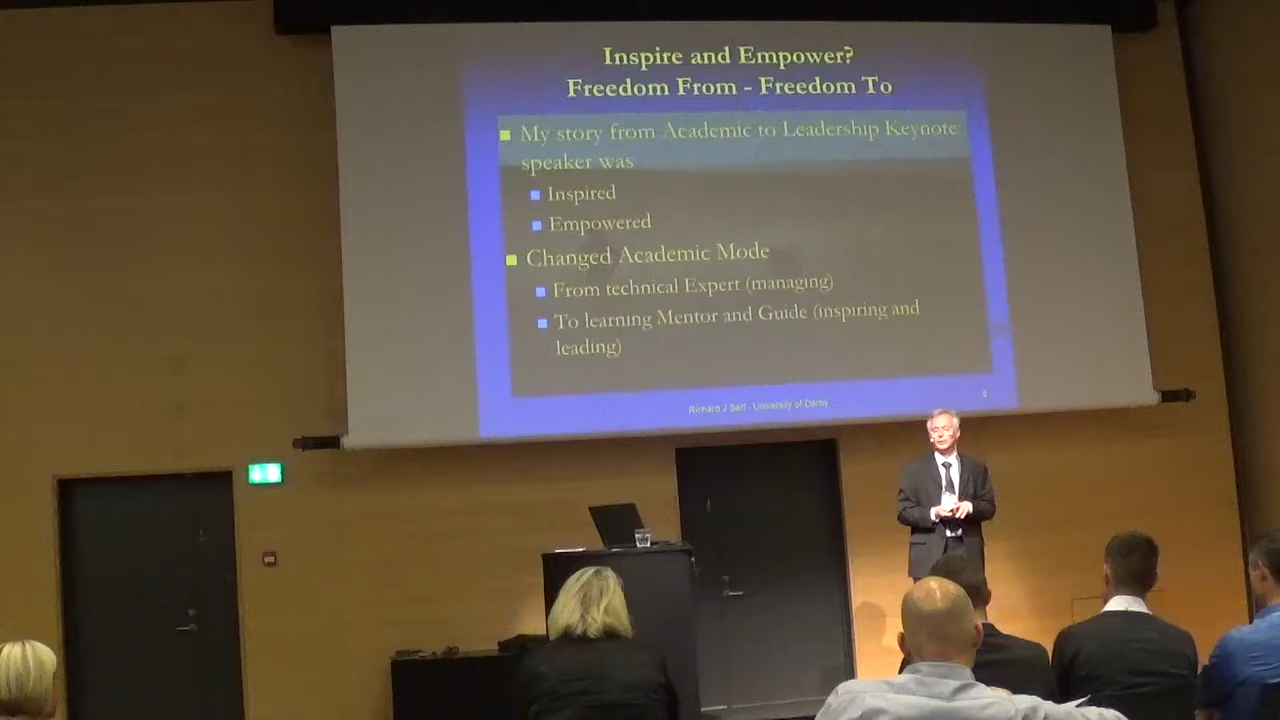 Inspire and Empower?
Freedom From - Freedom To
My story from Academic to Leadership Keynote
speaker was
Inspired
Empowered
Changed Academic Mode
From technical Expert (managing)
To learning Mentor and Guide (inspiring and
leading)
Richard J Self - University of Derby